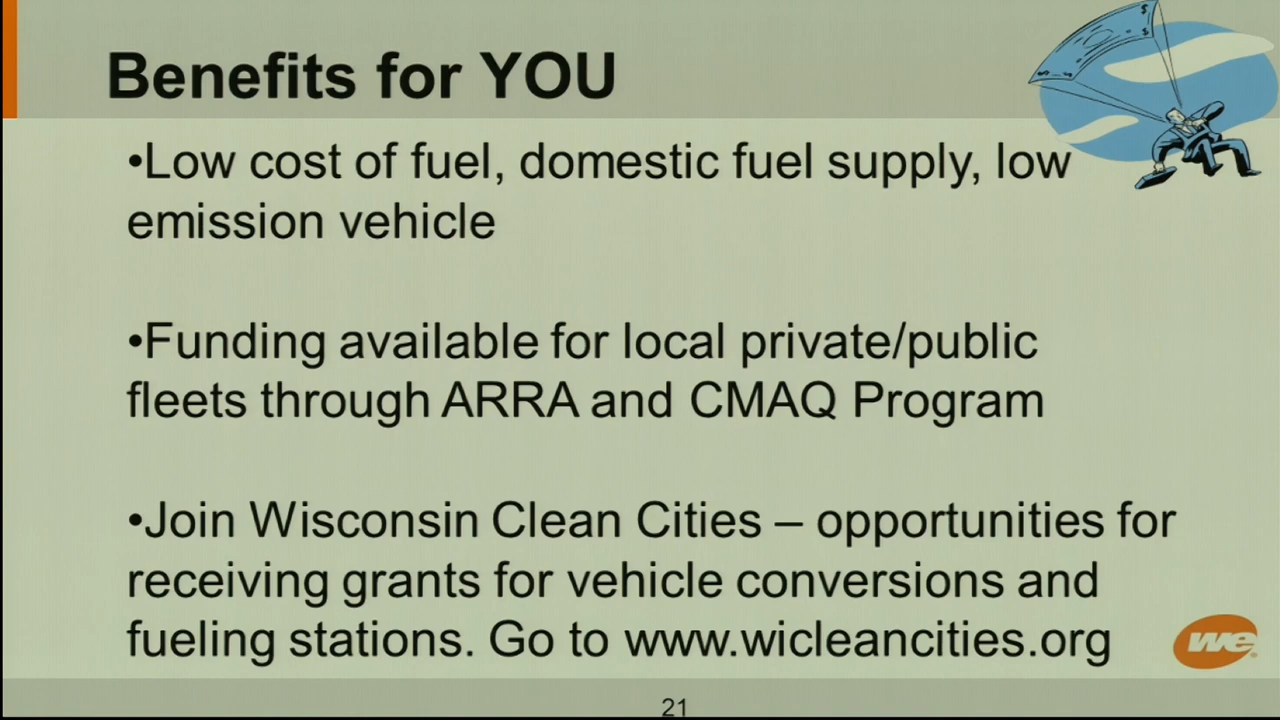 Benefits for YOU
•Low cost of fuel, domestic fuel supply, low
emission vehicle
•Funding available for local private/public
fleets through ARRA and CMAQ Program
•Join Wisconsin Clean Cities – opportunities for
receiving grants for vehicle conversions and
fueling stations. Go to www.wicleancities.org
we
21